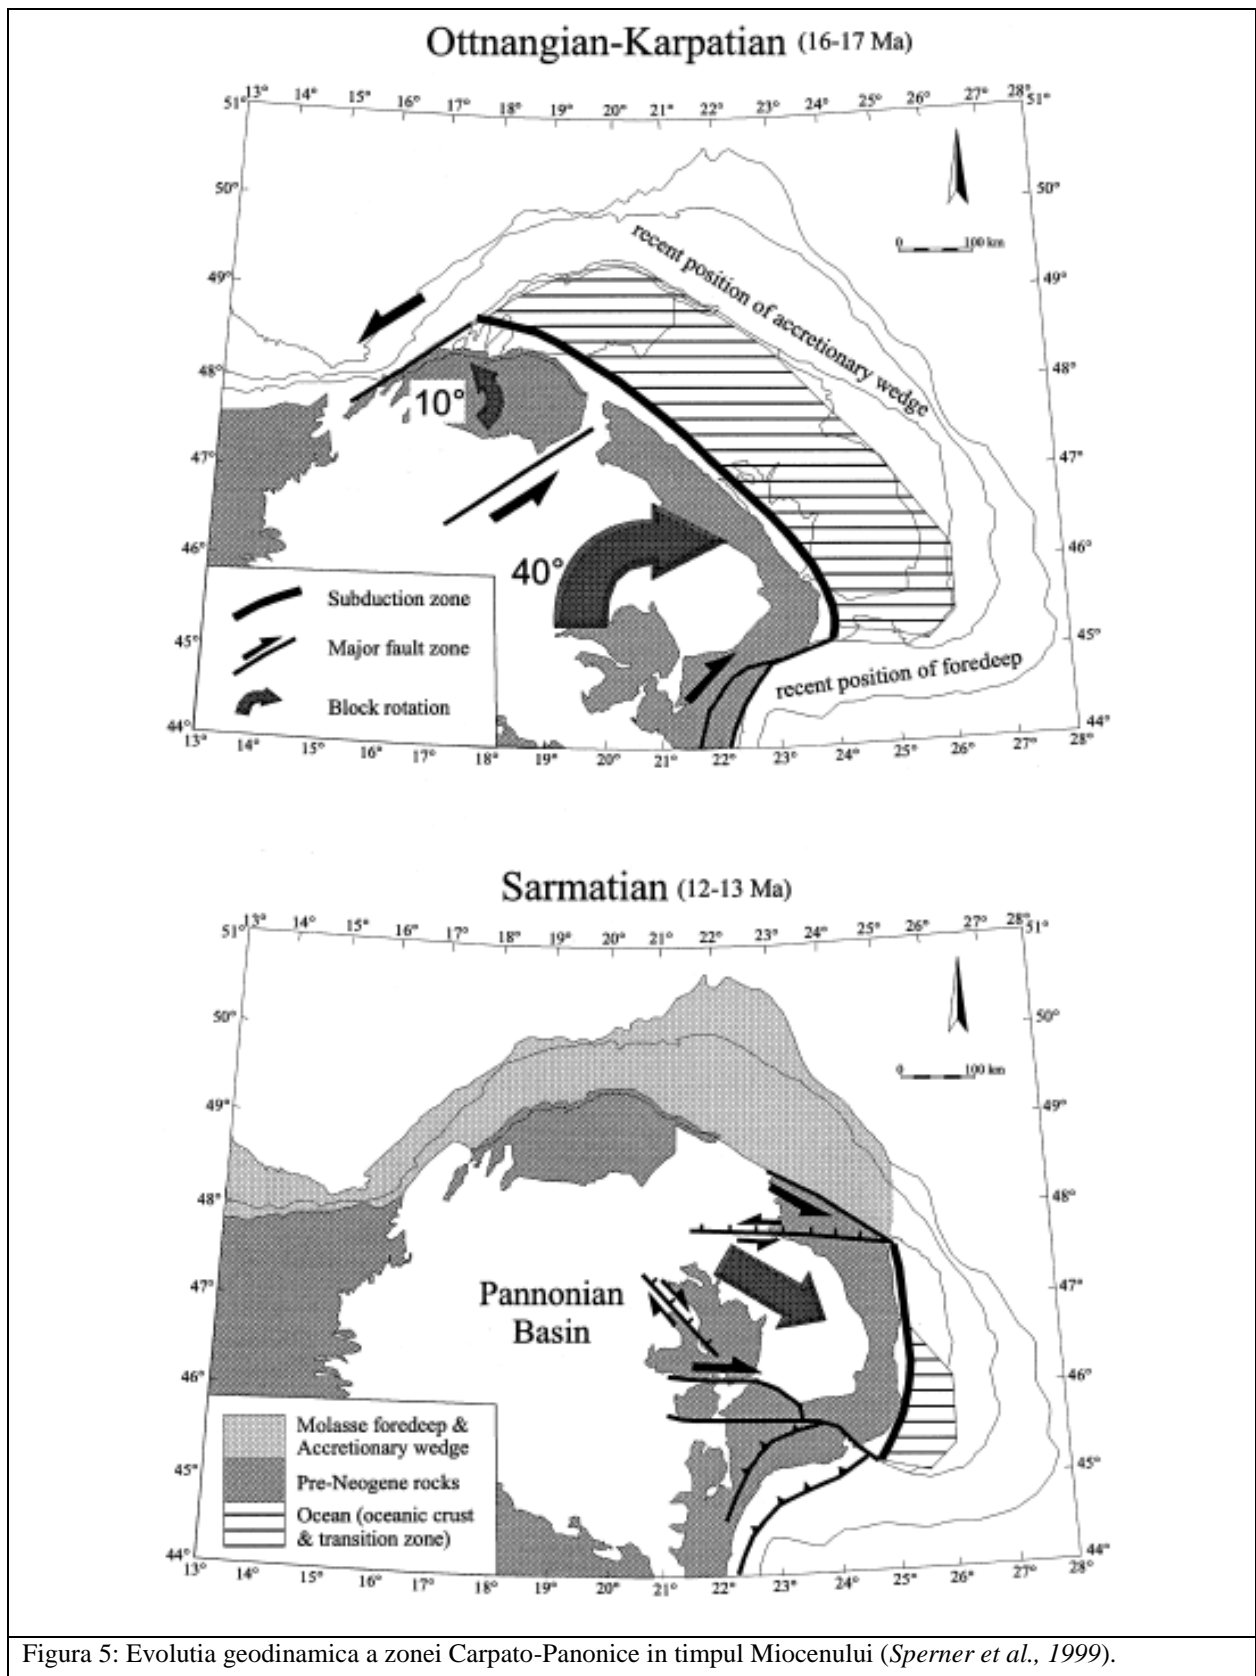 Ottnangian-Karpatian (16-17 Ma)
13° 14° 15° 16° 17° 18° 19° 20° 21° 22° 23° 24° 25° 26° 27° 28°
51° 51°
50° 50°
recent position of accretionary wedge
0 100 km
49° 49°
48° 48°
10°
47° 47°
46° 46°
40°
Subduction zone
45° 45°
Major fault zone
recent position of foredeep
Block rotation
44° 44°
13° 14° 15° 16° 17° 18° 19° 20° 21° 22° 23° 24° 25° 26° 27° 28°
Sarmatian (12-13 Ma)
13° 14° 15° 16° 17° 18° 19° 20° 21° 22° 23° 24° 25° 26° 27° 28°
51° 51°
50° 50°
0 100 km
49° 49°
48° 48°
47° 47°
Pannonian
Basin
46° 46°
Molasse foredeep &
Accretionary wedge
45° 45°
Pre-Neogene rocks
Ocean (oceanic crust
& transition zone)
44° 44°
13° 14° 15° 16° 17° 18° 19° 20° 21° 22° 23° 24° 25° 26° 27° 28°
Figura 5: Evolutia geodinamica a zonei Carpato-Panonice in timpul Miocenului (Sperner et al., 1999).